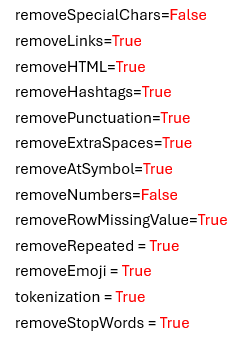 removeSpecialChars=False
removeLinks=True
removeHTML=True
removeHashtags=True
removePunctuation=True
removeExtraSpaces=True
removeAtSymbol=True
removeNumbers=False
removeRowMissingValue=True
removeRepeated = True
removeEmoji = True
tokenization = True
removeStopWords = True